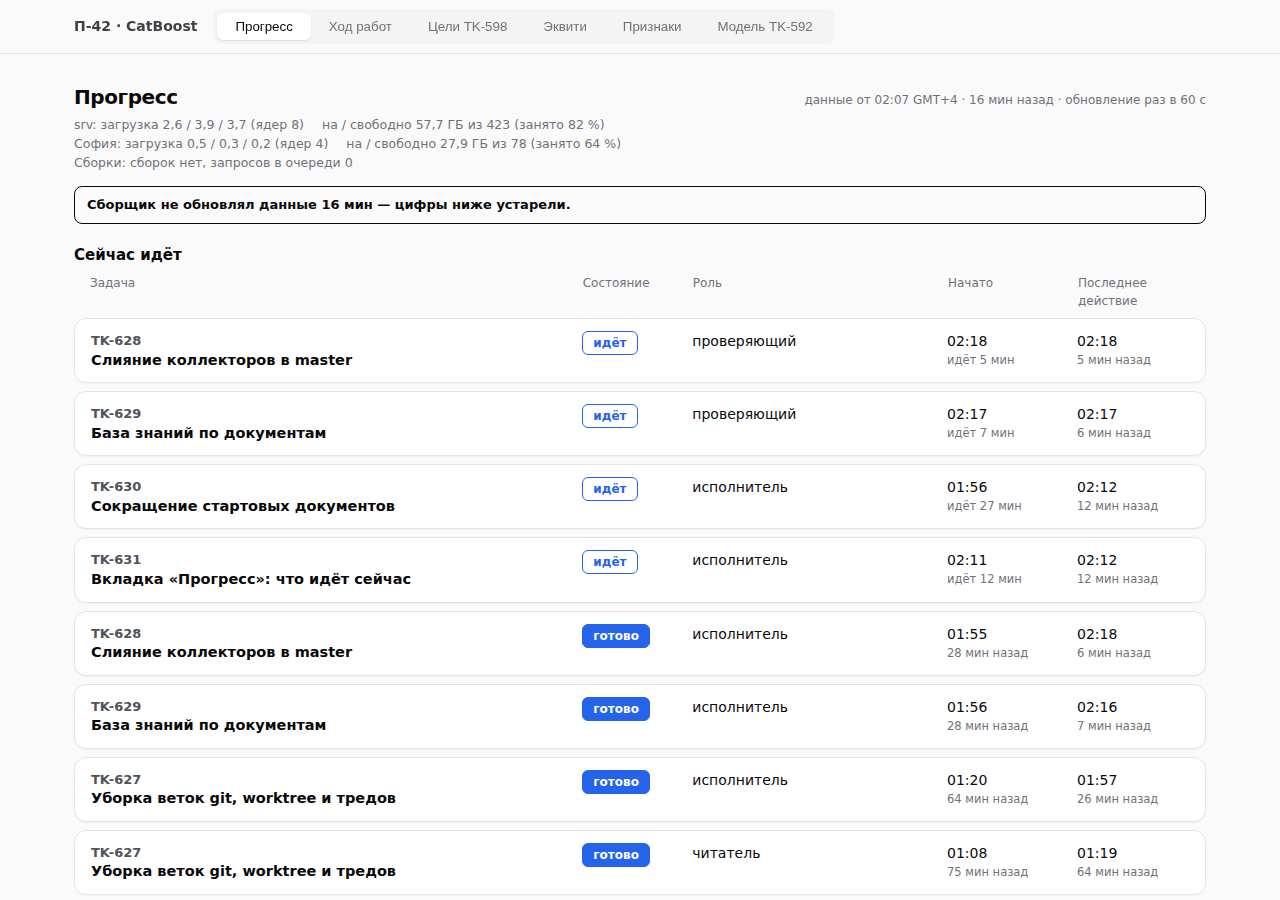 П-42 · CatBoost
Прогресс
Ход работ
Цели TK-598
Эквити
Признаки
Модель TK-592
Прогресс
данные от 02:07 GMT+4 · 16 мин назад · обновление раз в 60 с
srv: загрузка 2,6 / 3,9 / 3,7 (ядер 8) на / свободно 57,7 ГБ из 423 (занято 82 %)
София: загрузка 0,5 / 0,3 / 0,2 (ядер 4) на / свободно 27,9 ГБ из 78 (занято 64 %)
Сборки: сборок нет, запросов в очереди 0
Сборщик не обновлял данные 16 мин — цифры ниже устарели.
Сейчас идёт
Задача
Состояние
Роль
Начато
Последнее
действие
TK-628
Слияние коллекторов в master
идёт
проверяющий
02:18
идёт 5 мин
02:18
5 мин назад
TK-629
База знаний по документам
идёт
проверяющий
02:17
идёт 7 мин
02:17
6 мин назад
TK-630
Сокращение стартовых документов
идёт
исполнитель
01:56
идёт 27 мин
02:12
12 мин назад
TK-631
Вкладка «Прогресс»: что идёт сейчас
идёт
исполнитель
02:11
идёт 12 мин
02:12
12 мин назад
TK-628
Слияние коллекторов в master
готово
исполнитель
01:55
28 мин назад
02:18
6 мин назад
TK-629
База знаний по документам
готово
исполнитель
01:56
28 мин назад
02:16
7 мин назад
TK-627
Уборка веток git, worktree и тредов
готово
исполнитель
01:20
64 мин назад
01:57
26 мин назад
TK-627
Уборка веток git, worktree и тредов
готово
читатель
01:08
75 мин назад
01:19
64 мин назад